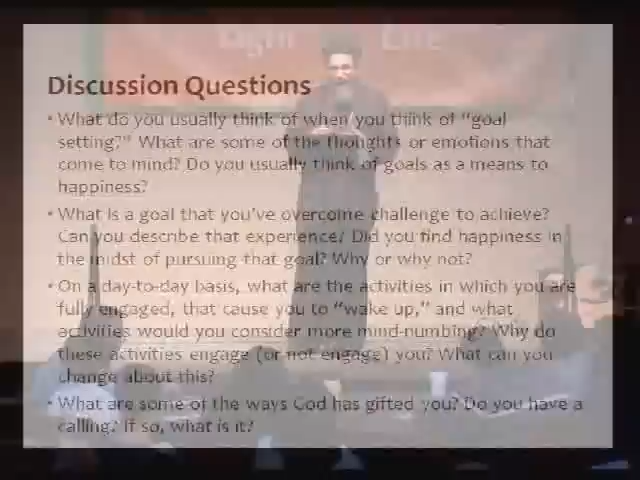 Light Life
Discussion Questions
• What do you usually think of when you think of "goal
setting?" What are some of the thoughts or emotions that
come to mind? Do you usually think of goals as a means to
happiness?
• What is a goal that you've overcome challenge to achieve?
Can you describe that experience? Did you find happiness in
the midst of pursuing that goal? Why or why not?
• On a day-to-day basis, what are the activities in which you are
fully engaged, that cause you to "wake up," and what
activities would you consider more mind-numbing? Why do
these activities engage (or not engage) you? What can you
change about this?
• What are some of the ways God has gifted you? Do you have a
calling? If so, what is it?